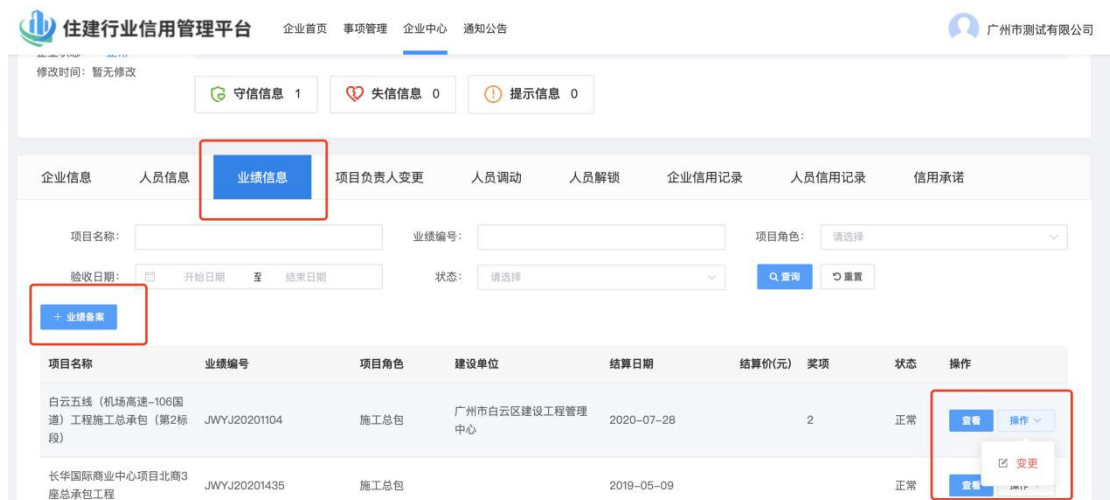 住建行业信用管理平台 企业首页 事项管理 企业中心 通知公告 广州市测试有限公司
修改时间：暂无修改
守信信息 1 失信信息 0 提示信息 0
企业信息 人员信息 业绩信息 项目负责人变更 人员调动 人员解锁 企业信用记录 人员信用记录 信用承诺
项目名称： 业绩编号： 项目角色： 请选择
验收日期： 开始日期 至 结束日期 状态： 请选择 查询 重置
+ 业绩备案
项目名称 业绩编号 项目角色 建设单位 结算日期 结算价(元) 奖项 状态 操作
白云五线（机场高速-106国
道）工程施工总承包（第2标
段）
JWYJ20201104 施工总包
广州市白云区建设工程管理
中心
2020-07-28 2 正常 查看 操作
变更
长华国际商业中心项目北商3
座总承包工程
JWYJ20201435 施工总包 2019-05-09 正常 查看